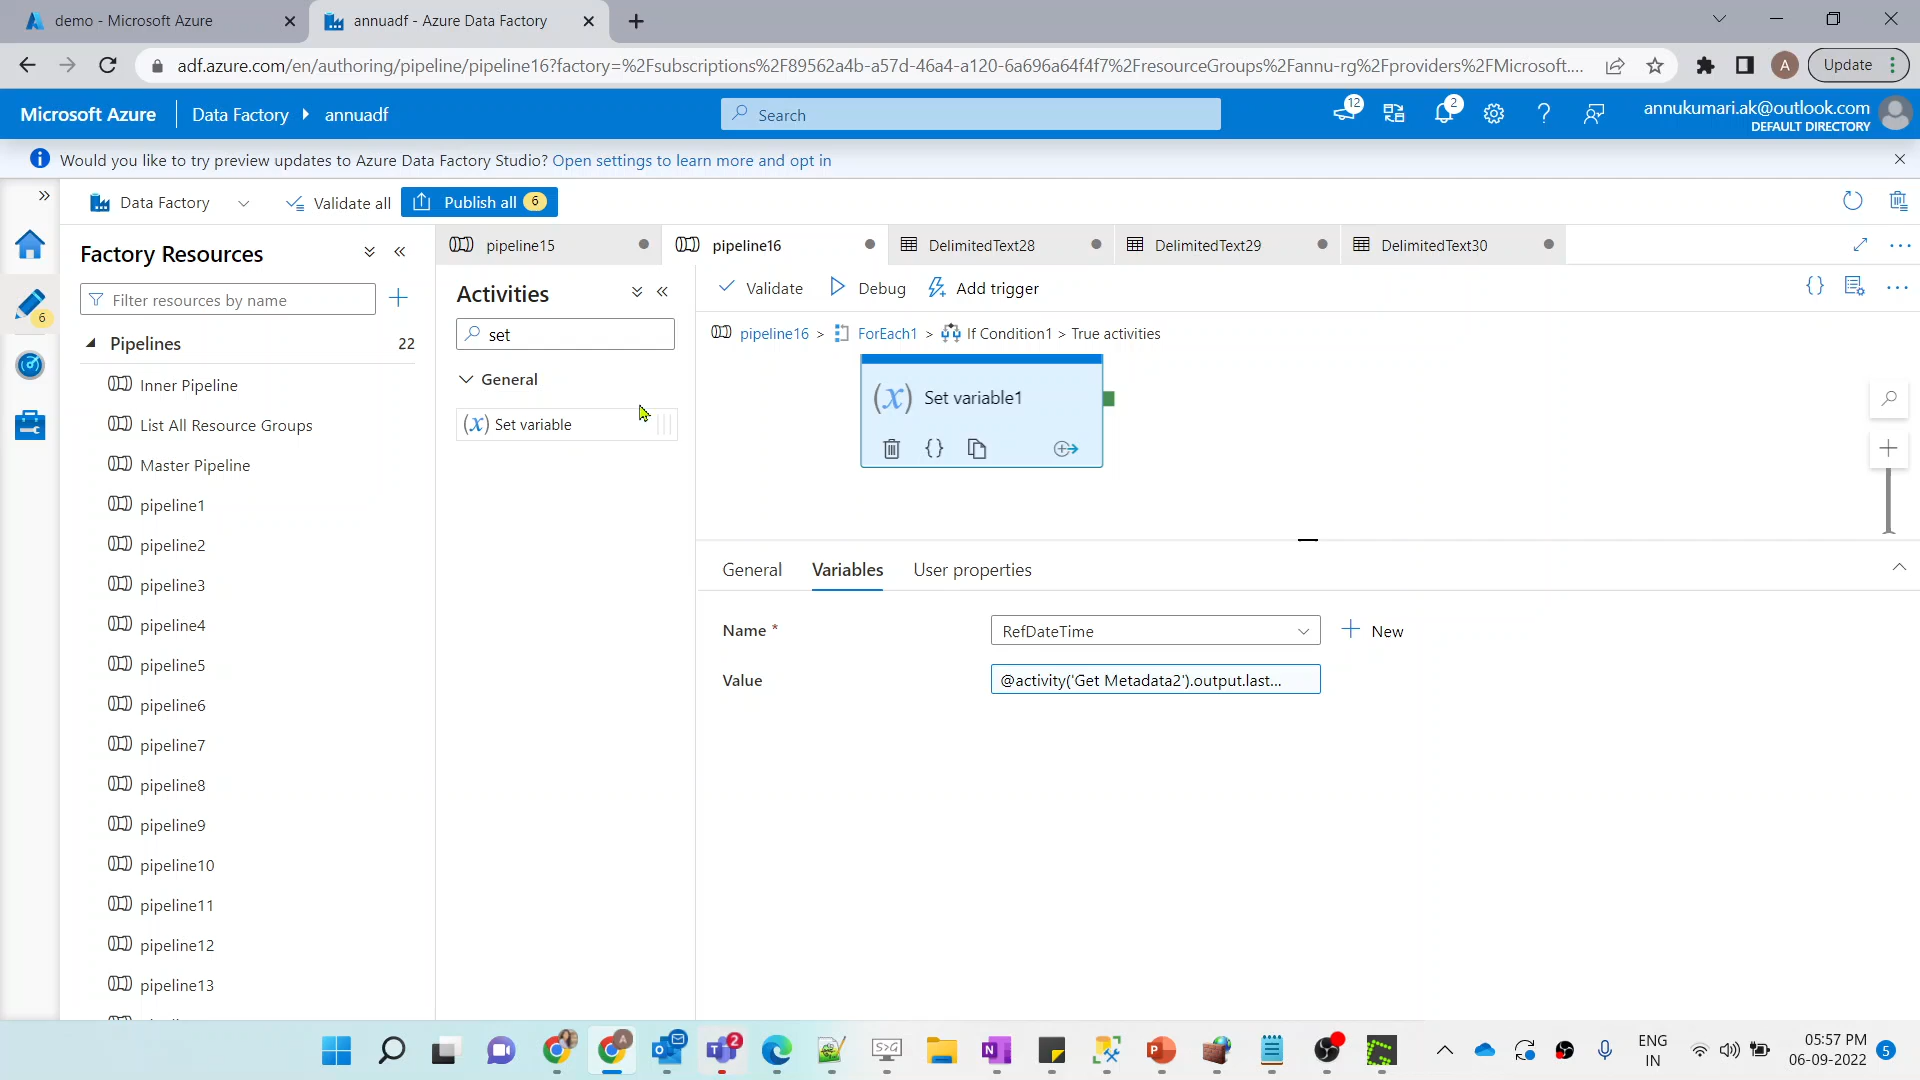 demo - Microsoft Azure
annuadf - Azure Data Factory
adf.azure.com/en/authoring/pipeline/pipeline16?factory=%2Fsubscriptions%2F89562a4b-a57d-46a4-a120-6a696a64f4f7%2FresourceGroups%2Fannu-rg%2Fproviders%2FMicrosoft....
A
Update
Microsoft Azure
Data Factory
annuadf
Search
12
2
annukumari.ak@outlook.com
DEFAULT DIRECTORY
Would you like to try preview updates to Azure Data Factory Studio? Open settings to learn more and opt in
Data Factory
Validate all
Publish all 6
Factory Resources
pipeline15
pipeline16
DelimitedText28
DelimitedText29
DelimitedText30
Filter resources by name
6
Activities
set
Validate
Debug
Add trigger
pipeline16 > ForEach1 > If Condition1 > True activities
Pipelines 22
Inner Pipeline
List All Resource Groups
Master Pipeline
pipeline1
pipeline2
pipeline3
pipeline4
pipeline5
pipeline6
pipeline7
pipeline8
pipeline9
pipeline10
pipeline11
pipeline12
pipeline13
General
(x) Set variable
(x) Set variable1
General
Variables
User properties
Name *
RefDateTime
New
Value
@activity('Get Metadata2').output.last...
A
2
S>G
N
P
ENG
IN
05:57 PM
06-09-2022
5